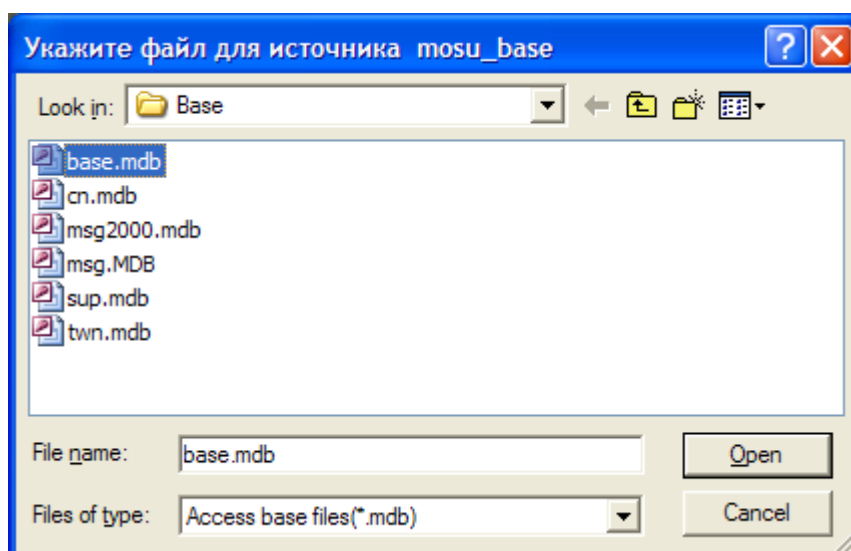 Укажите файл для источника mosu_base
Look in: Base
base.mdb
cn.mdb
msg2000.mdb
msg.MDB
sup.mdb
twn.mdb
File name: base.mdb Open
Files of type: Access base files(*.mdb) Cancel